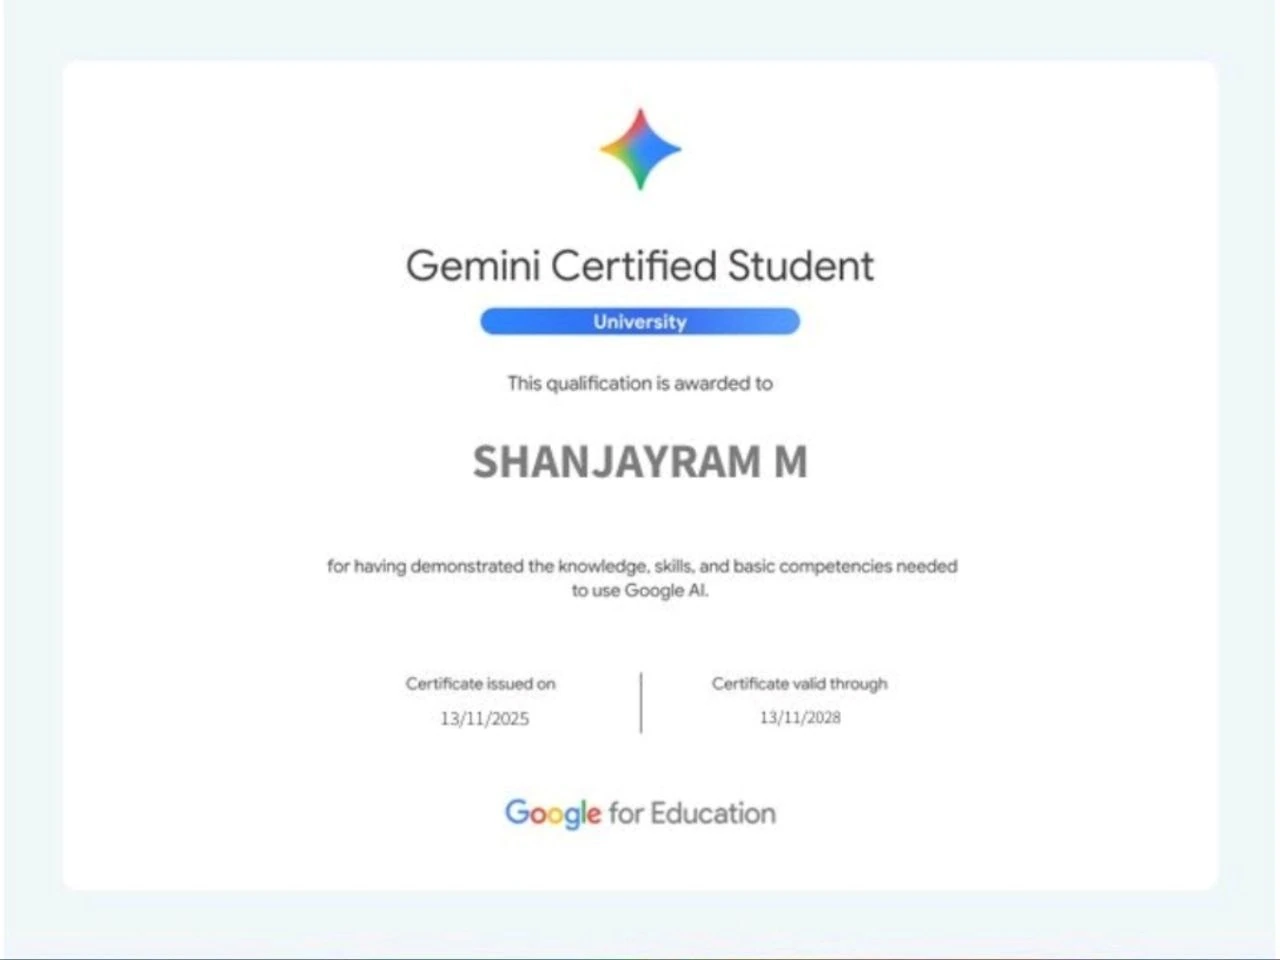 Gemini Certified Student
University
This qualification is awarded to
SHANJAYRAM M
for having demonstrated the knowledge, skills, and basic competencies needed
to use Google AI.
Certificate issued on
13/11/2025
Certificate valid through
13/11/2028
Google for Education